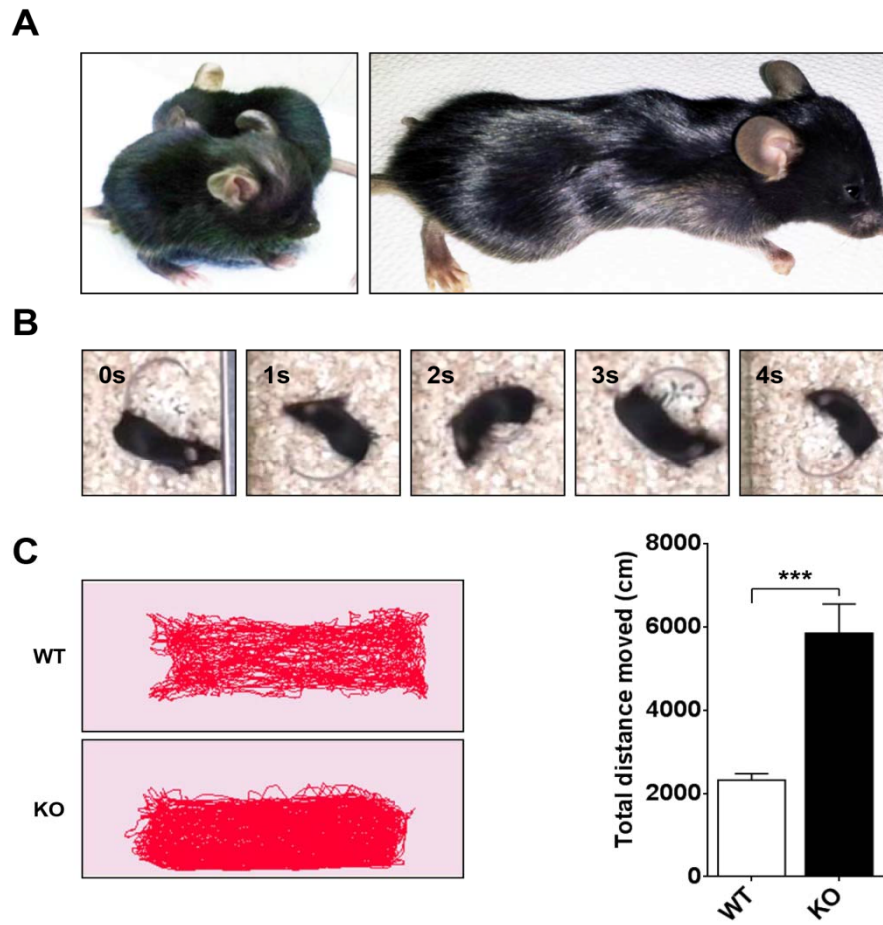 A
B
0s
1s
2s
3s
4s
C
WT
KO
Total distance moved (cm)
8000
6000
4000
2000
0
***
WT
KO